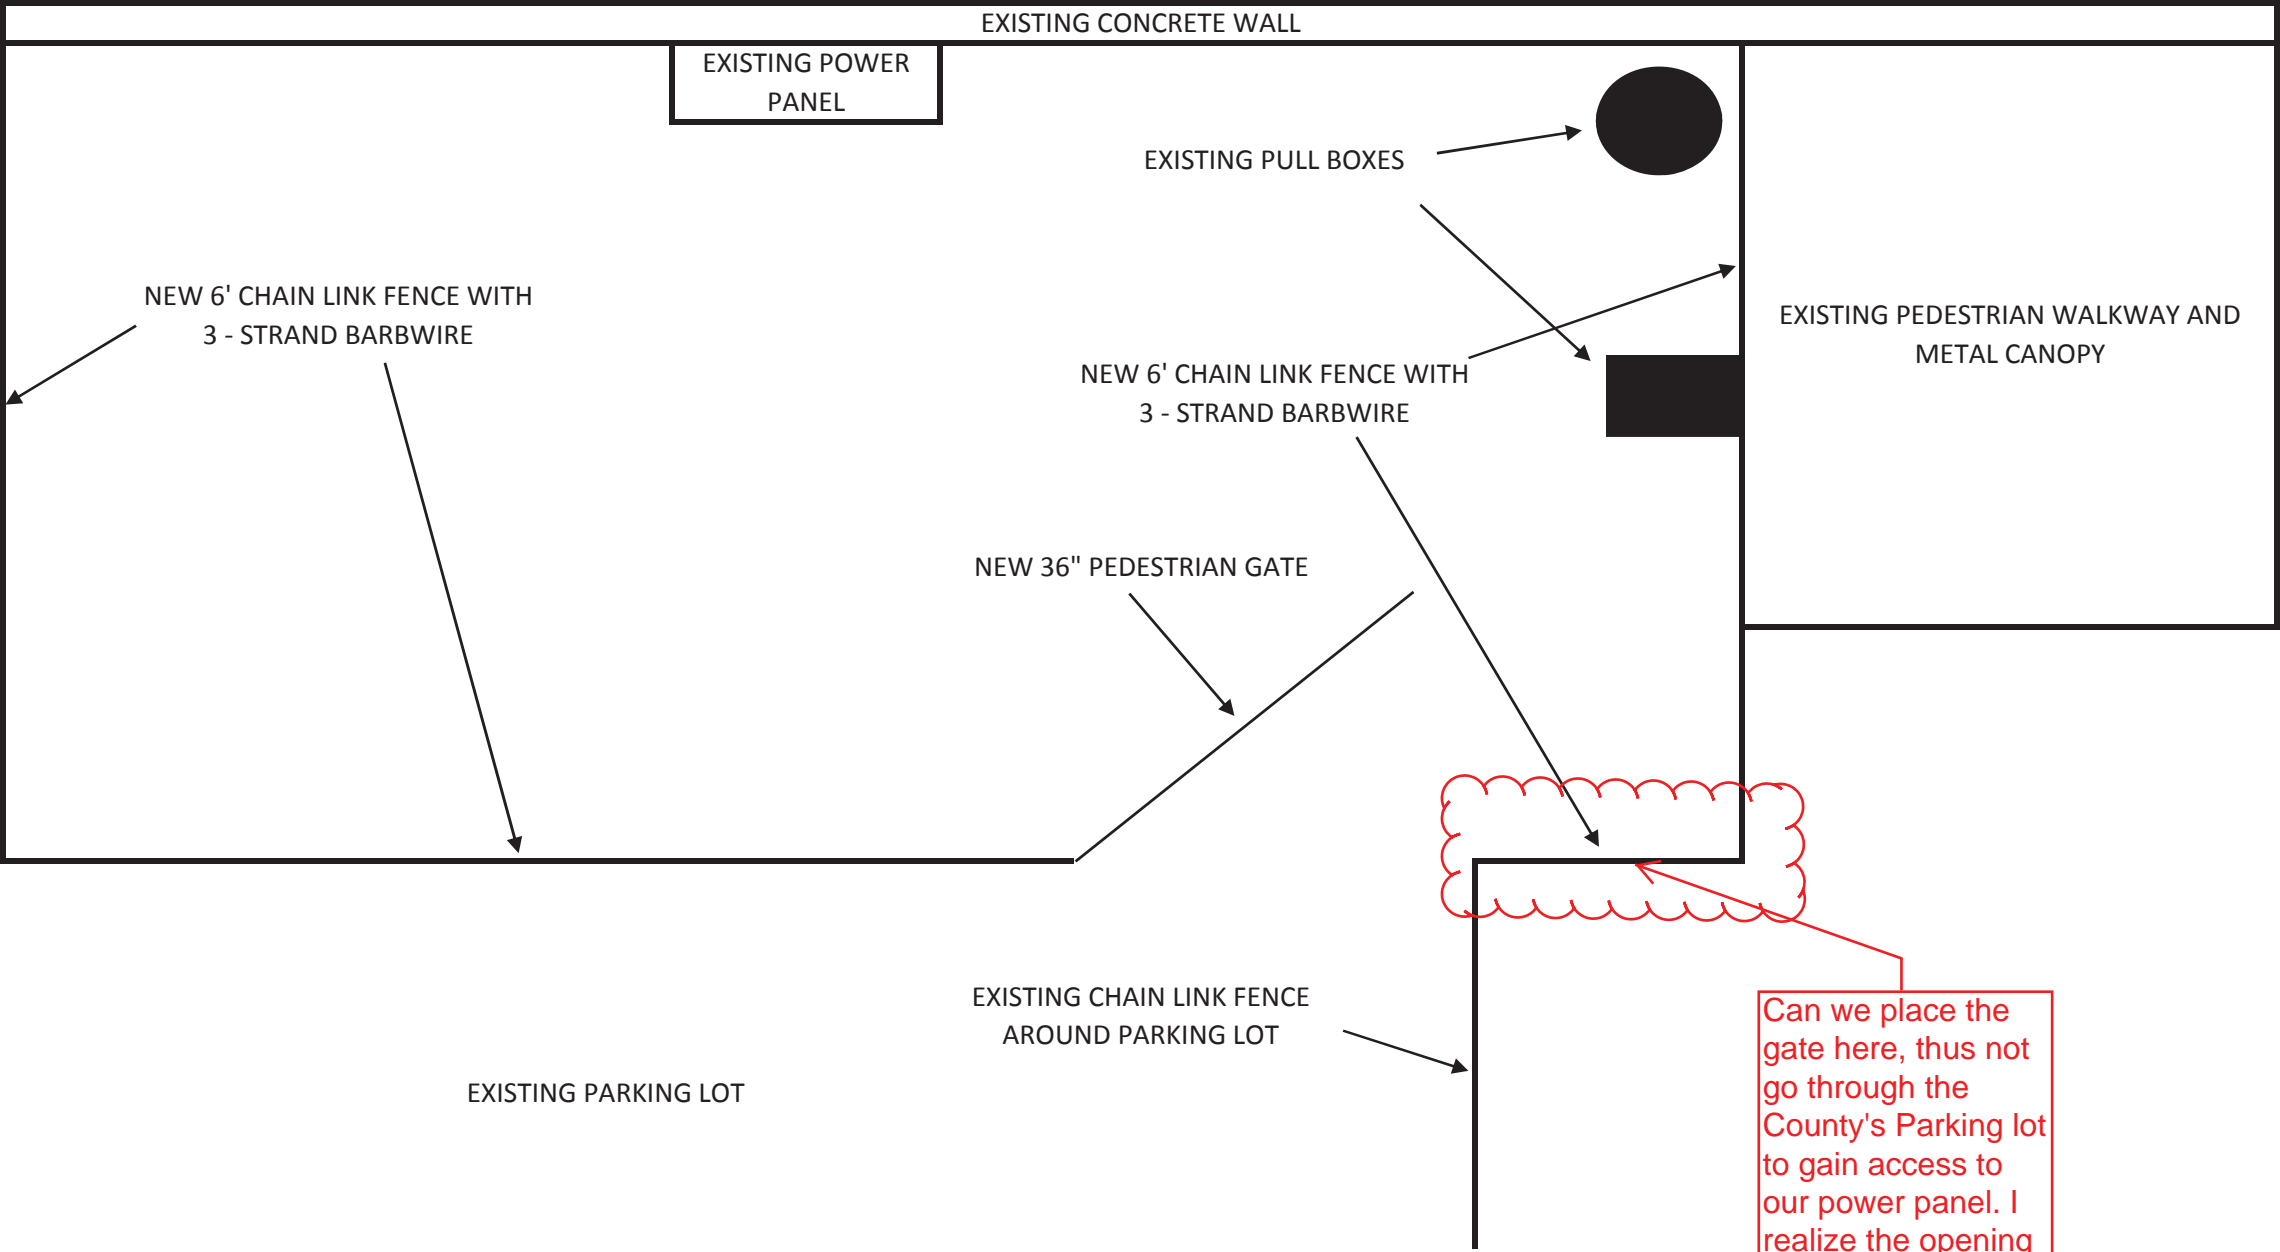 EXISTING CONCRETE WALL
EXISTING POWER
PANEL
EXISTING PULL BOXES
NEW 6' CHAIN LINK FENCE WITH
3 - STRAND BARBWIRE
EXISTING PEDESTRIAN WALKWAY AND
METAL CANOPY
NEW 6' CHAIN LINK FENCE WITH
3 - STRAND BARBWIRE
NEW 36" PEDESTRIAN GATE
EXISTING CHAIN LINK FENCE
AROUND PARKING LOT
EXISTING PARKING LOT
Can we place the
gate here, thus not
go through the
County's Parking lot
to gain access to
our power panel. I
realize the opening